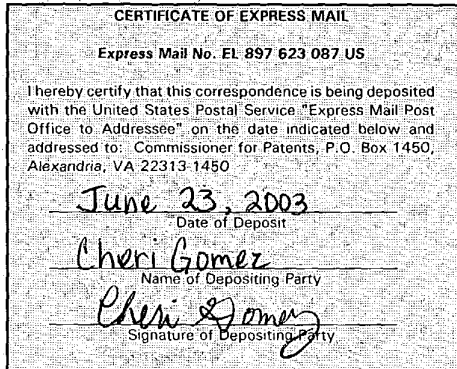 CERTIFICATE OF EXPRESS MAIL
Express Mail No. EL 897 623 087 US
I hereby certify that this correspondence is being deposited
with the United States Postal Service "Express Mail Post
Office to Addressee" on the date indicated below and
addressed to: Commissioner for Patents, P.O. Box 1450,
Alexandria, VA 22313-1450
June 23, 2003
Date of Deposit
Cheri Gomez
Name of Depositing Party
Cheri Gomez
Signature of Depositing Party